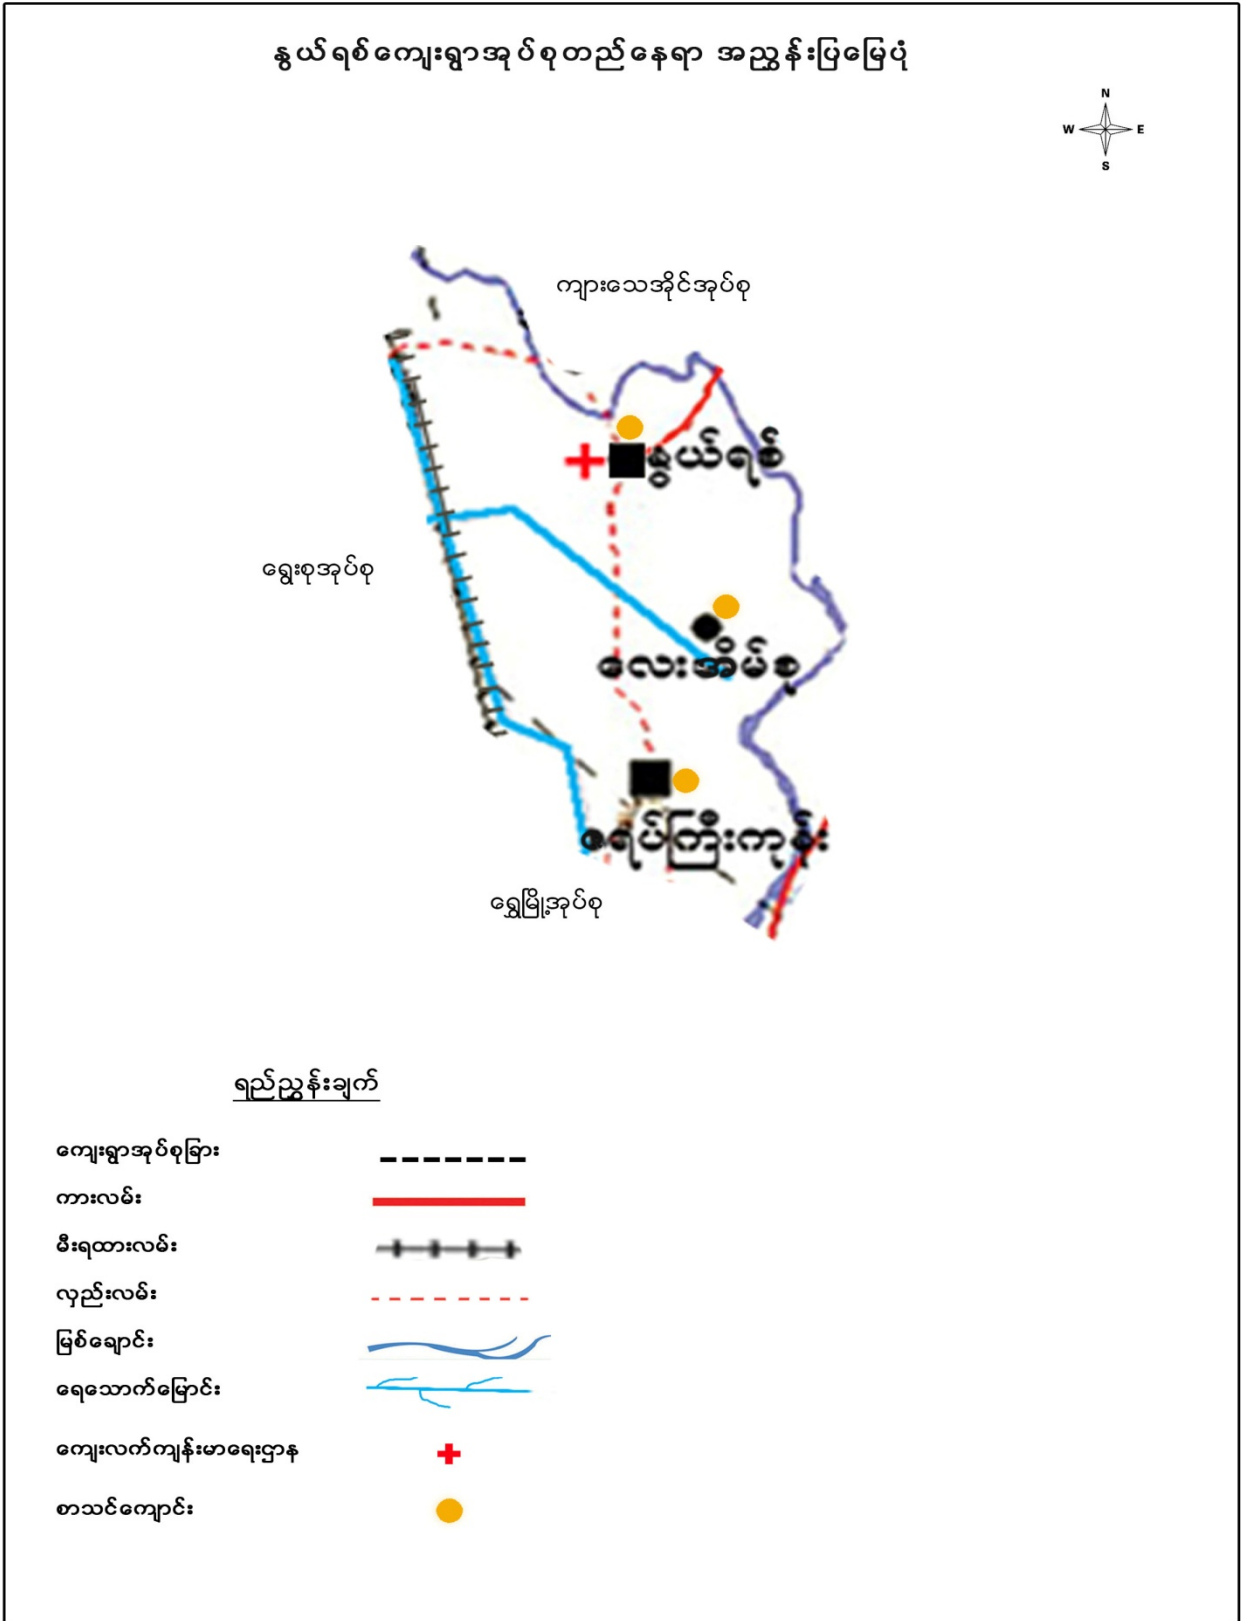 နွယ်ရစ်ကျေးရွာအုပ်စုတည်နေရာ အညွှန်းပြမြေပုံ
N
W E
S
ကျားသေအိုင်အုပ်စု
နွယ်ရစ်
ရွေးစုအုပ်စု
လေးအိမ်စု
ဇရပ်ကြီးကုန်း
ရွှေမြို့အုပ်စု
ရည်ညွှန်းချက်
ကျေးရွာအုပ်စုခြား
ကားလမ်း
မီးရထားလမ်း
လှည်းလမ်း
မြစ်ချောင်း
ရေသောက်မြောင်း
ကျေးလက်ကျန်းမာရေးဌာန
စာသင်ကျောင်း